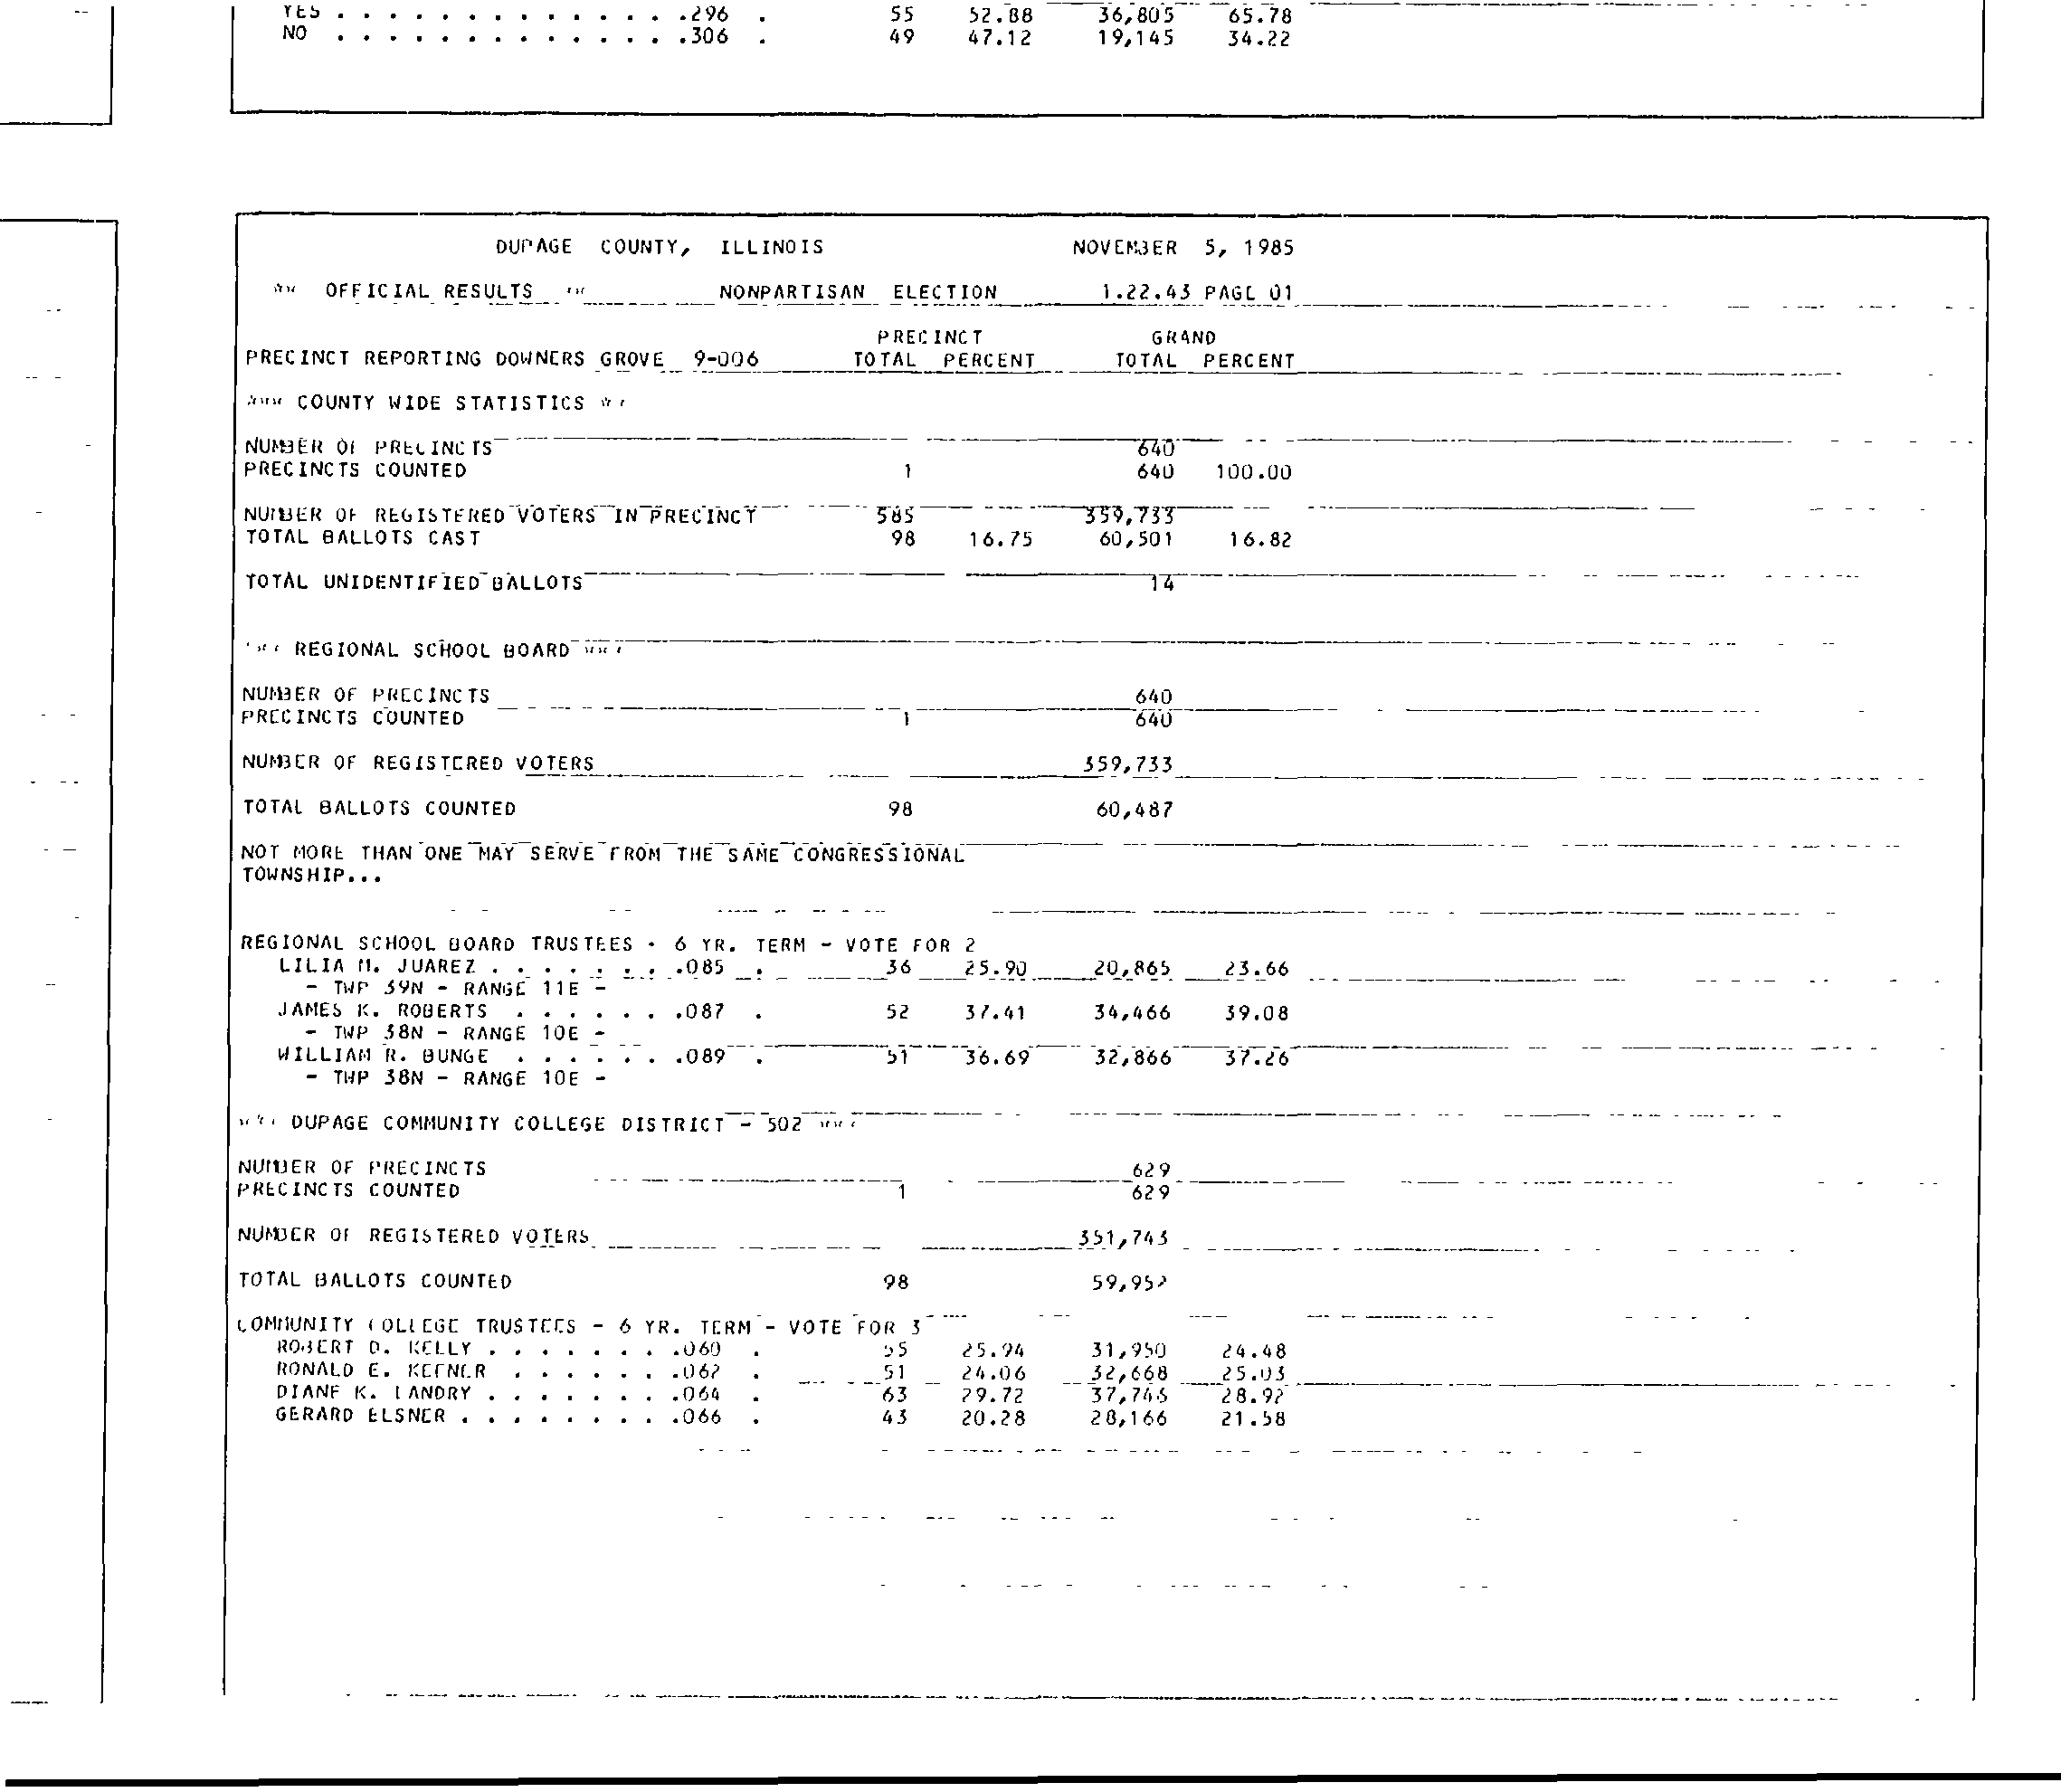 YES . . . . . . . . . . . . . .296 . 55 52.88 36,805 65.78
NO . . . . . . . . . . . . . .306 . 49 47.12 19,145 34.22
DUPAGE COUNTY, ILLINOIS NOVEMBER 5, 1985
OFFICIAL RESULTS NONPARTISAN ELECTION 1.22.43 PAGE 01
PRECINCT GRAND
PRECINCT REPORTING DOWNERS GROVE 9-006 TOTAL PERCENT TOTAL PERCENT
*** COUNTY WIDE STATISTICS ***
NUMBER OF PRECINCTS 640
PRECINCTS COUNTED 1 640 100.00
NUMBER OF REGISTERED VOTERS IN PRECINCT 585 359,733
TOTAL BALLOTS CAST 98 16.75 60,501 16.82
TOTAL UNIDENTIFIED BALLOTS 14
*** REGIONAL SCHOOL BOARD ***
NUMBER OF PRECINCTS 640
PRECINCTS COUNTED 1 640
NUMBER OF REGISTERED VOTERS 359,733
TOTAL BALLOTS COUNTED 98 60,487
NOT MORE THAN ONE MAY SERVE FROM THE SAME CONGRESSIONAL
TOWNSHIP...
REGIONAL SCHOOL BOARD TRUSTEES - 6 YR. TERM - VOTE FOR 2
LILIA M. JUAREZ . . . . . . . .085 . 36 25.90 20,865 23.66
- TWP 39N - RANGE 11E -
JAMES K. ROBERTS . . . . . . .087 . 52 37.41 34,466 39.08
- TWP 38N - RANGE 10E -
WILLIAM R. BUNGE . . . . . . .089 . 51 36.69 32,866 37.26
- TWP 38N - RANGE 10E -
*** DUPAGE COMMUNITY COLLEGE DISTRICT - 502 ***
NUMBER OF PRECINCTS 629
PRECINCTS COUNTED 1 629
NUMBER OF REGISTERED VOTERS 351,743
TOTAL BALLOTS COUNTED 98 59,952
COMMUNITY COLLEGE TRUSTEES - 6 YR. TERM - VOTE FOR 3
ROBERT D. KELLY . . . . . . . .060 . 55 25.94 31,950 24.48
RONALD E. KEENER . . . . . . .062 . 51 24.06 32,668 25.03
DIANE K. LANDRY . . . . . . . .064 . 63 29.72 37,745 28.92
GERARD ELSNER . . . . . . . . .066 . 43 20.28 28,166 21.58